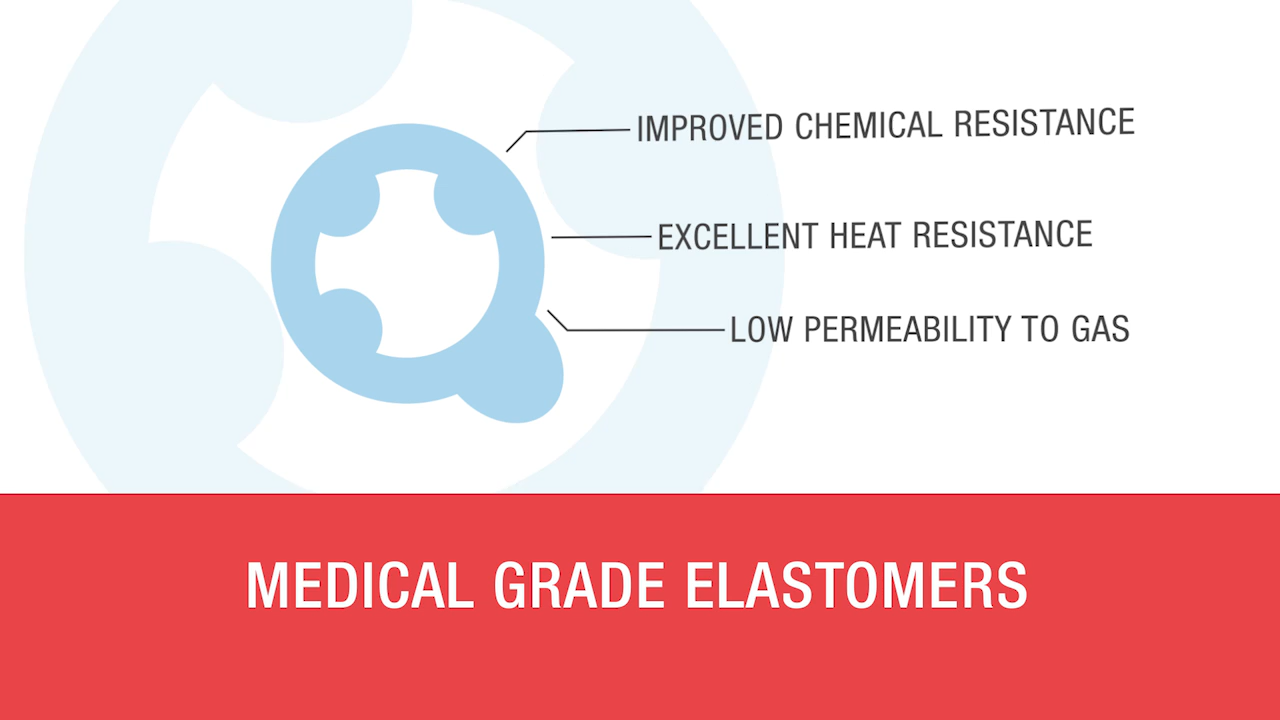 IMPROVED CHEMICAL RESISTANCE
EXCELLENT HEAT RESISTANCE
LOW PERMEABILITY TO GAS
MEDICAL GRADE ELASTOMERS